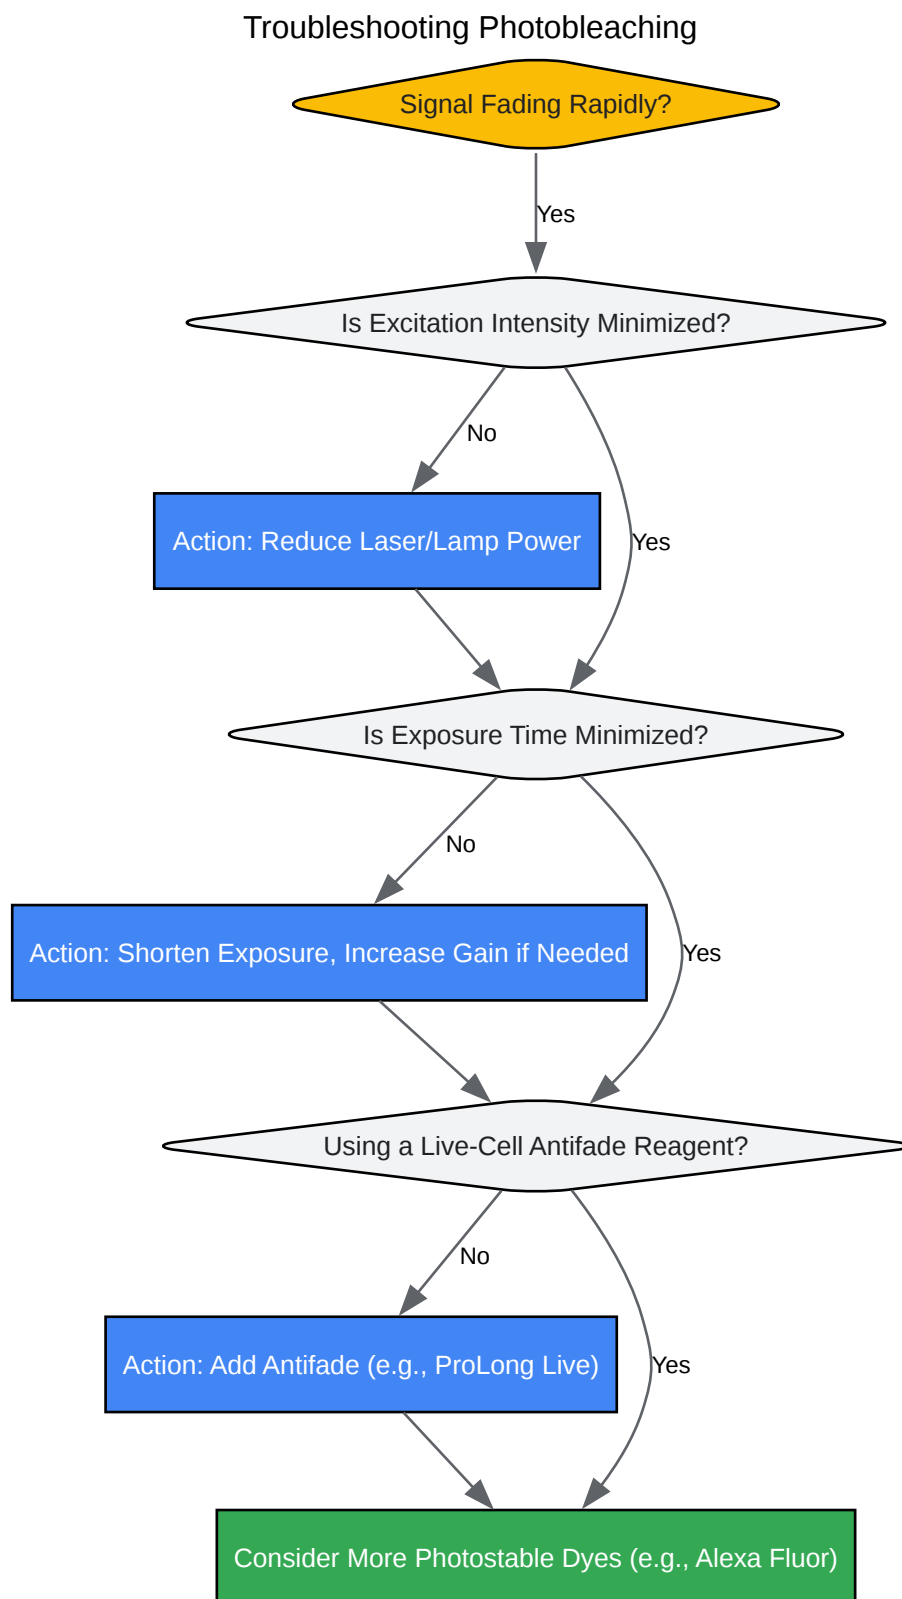 Troubleshooting Photobleaching
Signal Fading Rapidly?
Yes
Is Excitation Intensity Minimized?
No
Action: Reduce Laser/Lamp Power
Yes
Is Exposure Time Minimized?
No
Action: Shorten Exposure, Increase Gain if Needed
Yes
Using a Live-Cell Antifade Reagent?
No
Action: Add Antifade (e.g., ProLong Live)
Yes
Consider More Photostable Dyes (e.g., Alexa Fluor)